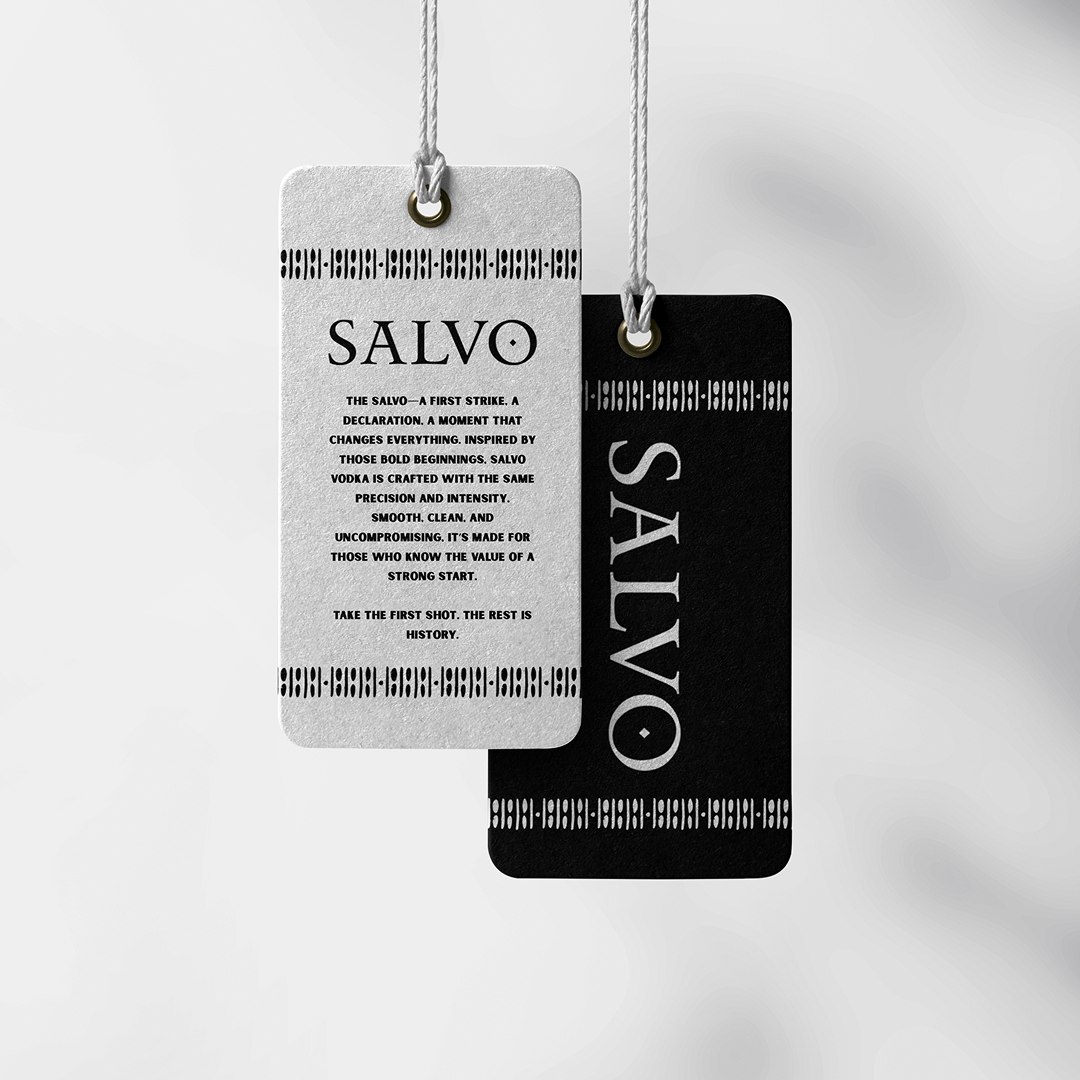 SALVO
THE SALVO—A FIRST STRIKE. A
DECLARATION. A MOMENT THAT
CHANGES EVERYTHING. INSPIRED BY
THOSE BOLD BEGINNINGS, SALVO
VODKA IS CRAFTED WITH THE SAME
PRECISION AND INTENSITY.
SMOOTH, CLEAN, AND
UNCOMPROMISING, IT'S MADE FOR
THOSE WHO KNOW THE VALUE OF A
STRONG START.
TAKE THE FIRST SHOT. THE REST IS
HISTORY.
SALVO